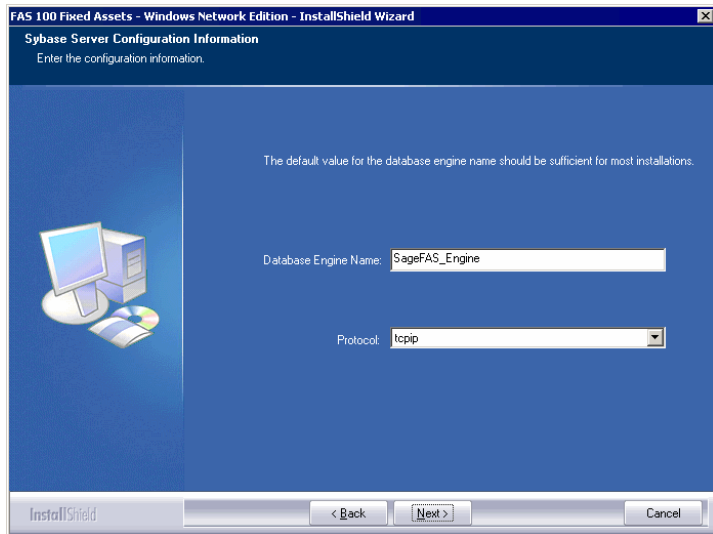 FAS 100 Fixed Assets - Windows Network Edition - InstallShield Wizard
Sybase Server Configuration Information
Enter the configuration information.
The default value for the database engine name should be sufficient for most installations.
Database Engine Name: SageFAS_Engine
Protocol: tcpip
InstallShield
< Back
Next >
Cancel